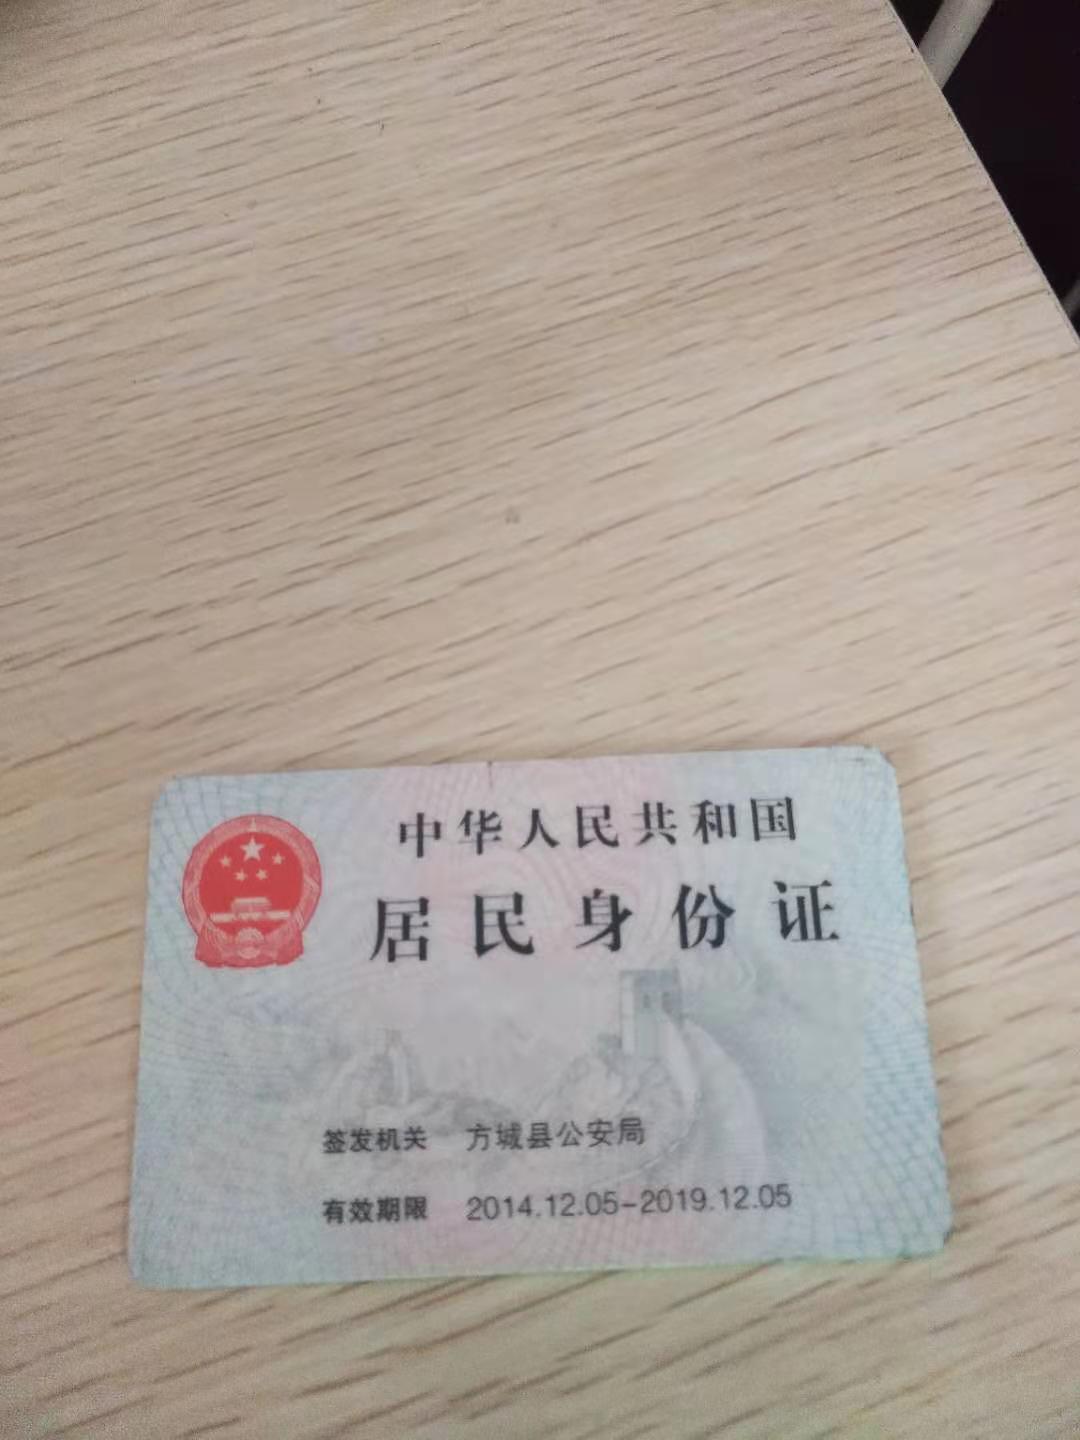 中华人民共和国
居民身份证
签发机关 方城县公安局
有效期限 2014.12.05-2019.12.05